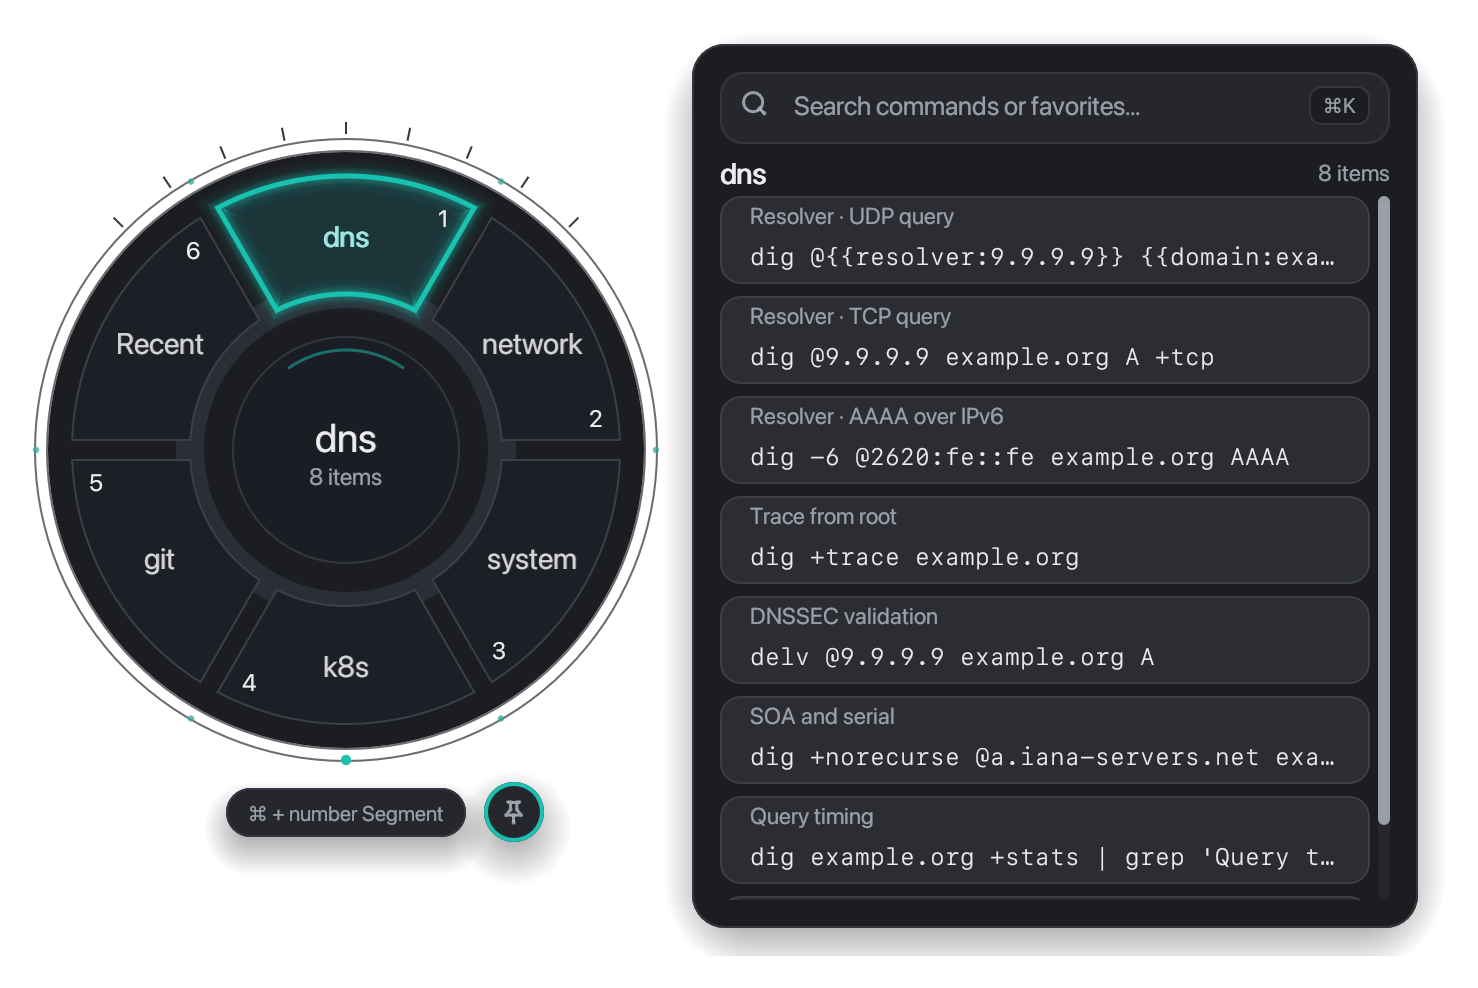 dns
1
6
Recent
network
2
dns
8 items
5
git
system
3
k8s
4
⌘ + number Segment
Search commands or favorites...
⌘K
dns
8 items
Resolver · UDP query
dig @{{resolver:9.9.9.9}} {{domain:exa…
Resolver · TCP query
dig @9.9.9.9 example.org A +tcp
Resolver · AAAA over IPv6
dig -6 @2620:fe::fe example.org AAAA
Trace from root
dig +trace example.org
DNSSEC validation
delv @9.9.9.9 example.org A
SOA and serial
dig +norecurse @a.iana-servers.net exa…
Query timing
dig example.org +stats | grep 'Query t…